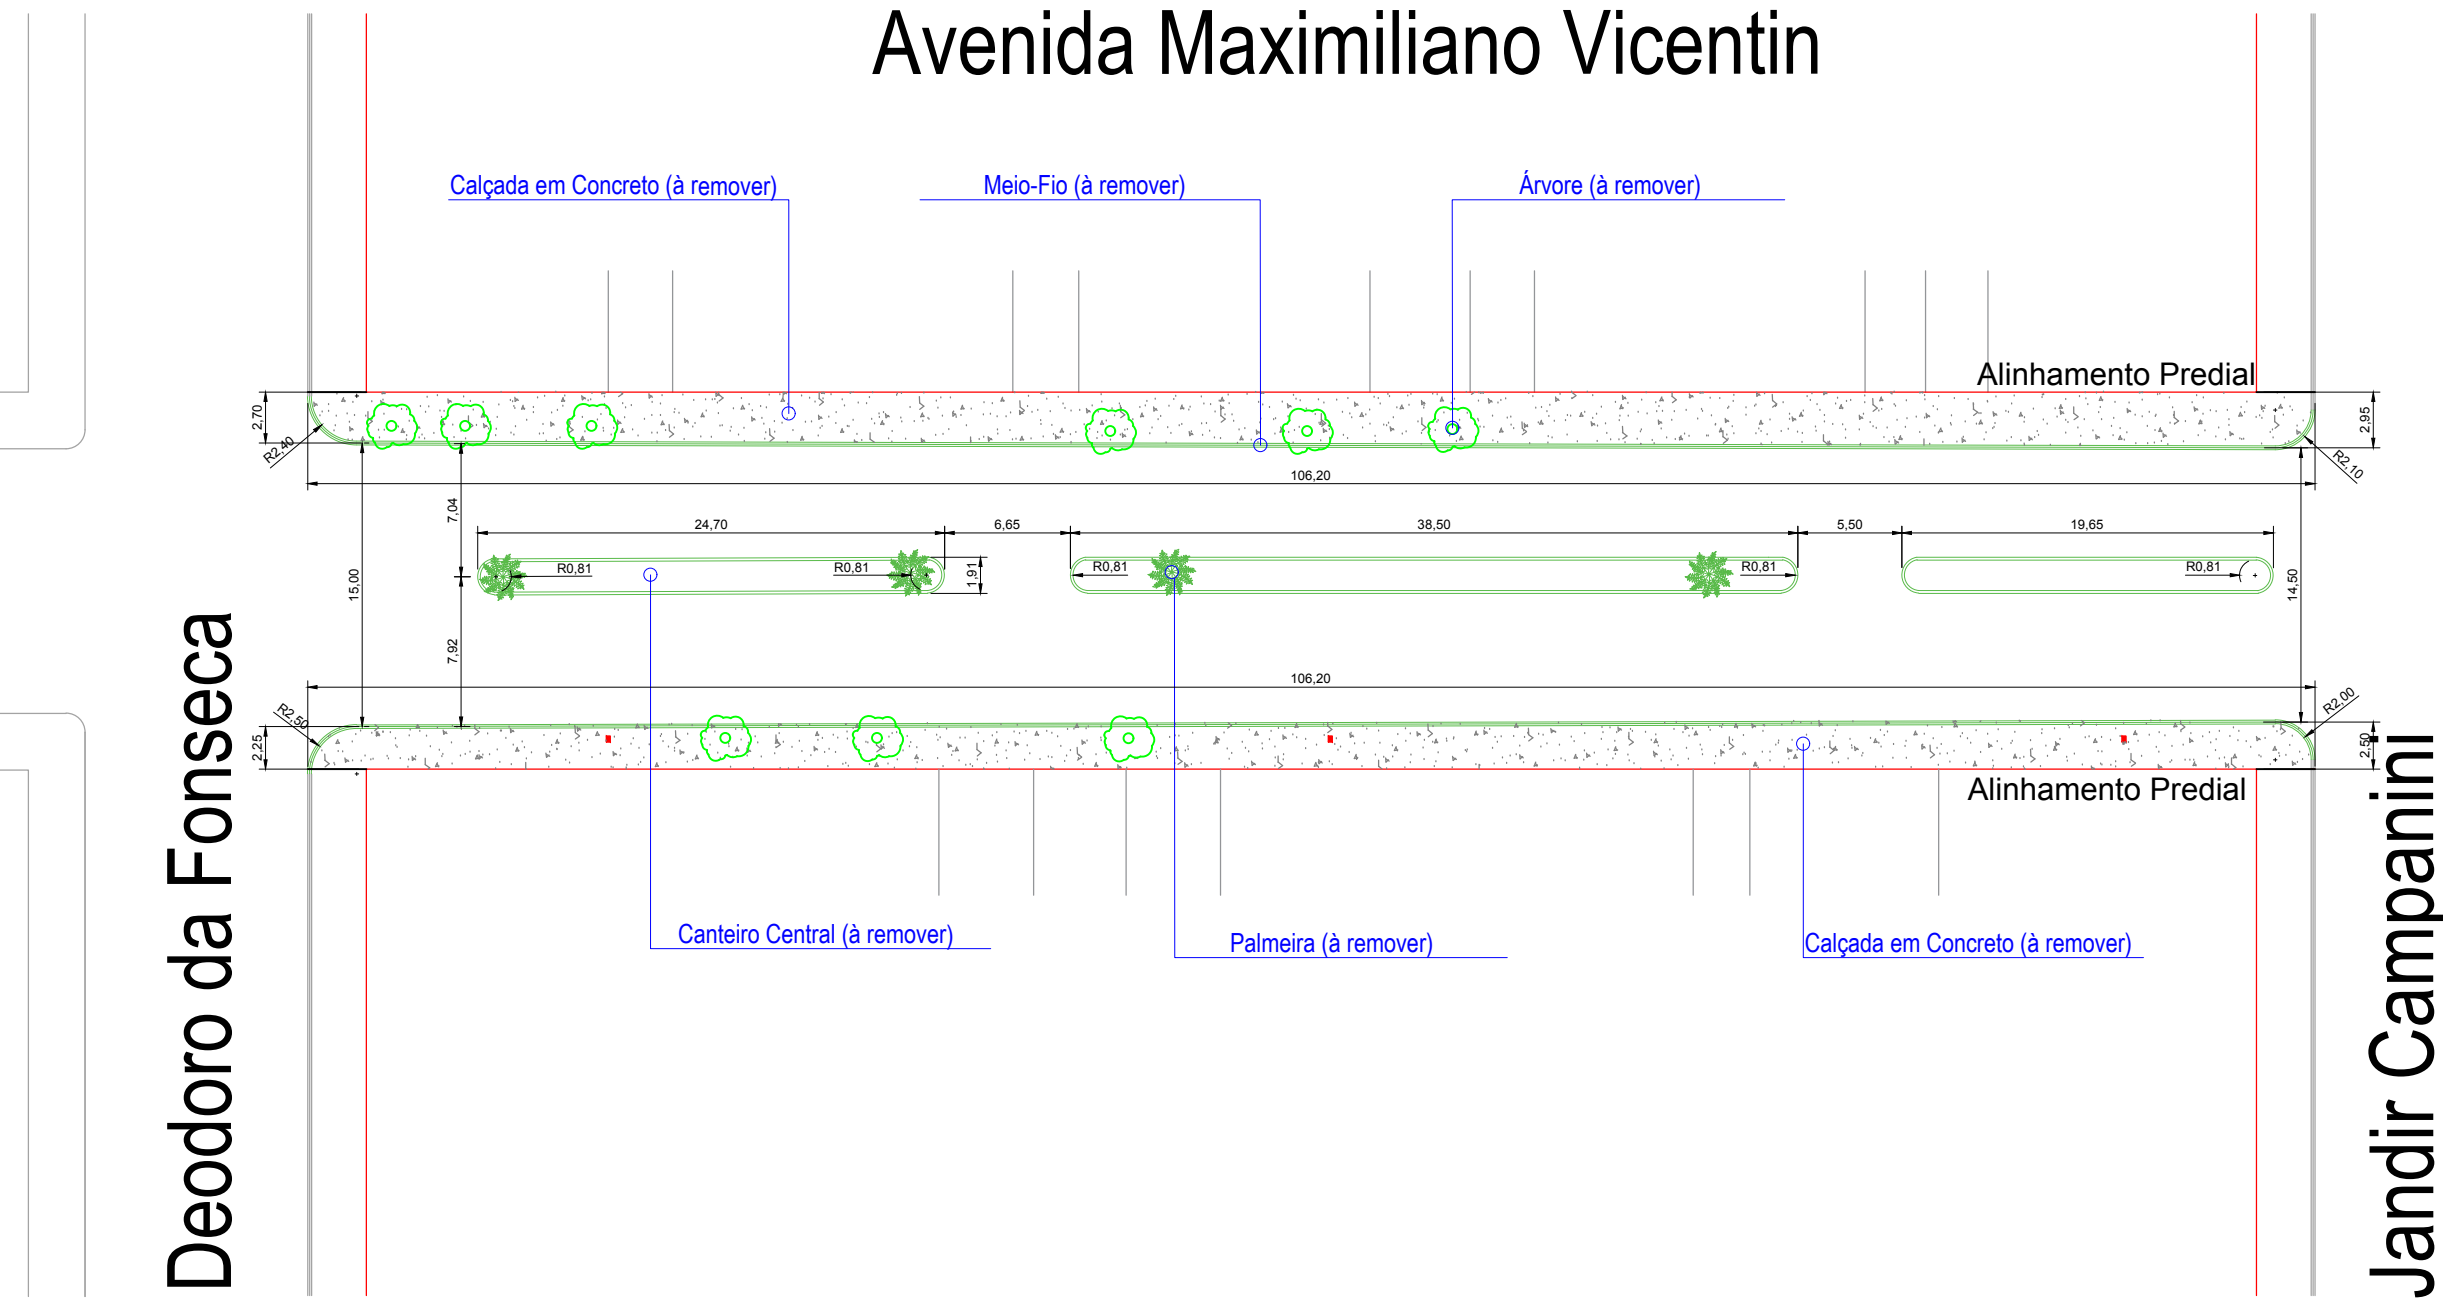 Avenida Maximiliano Vicentin
Calçada em Concreto (à remover)
Meio-Fio (à remover)
Árvore (à remover)
Alinhamento Predial
2,70
R2,40
2,95
R2,10
106,20
7,04
24,70
6,65
38,50
5,50
19,65
15,00
R0,81
R0,81
1,91
R0,81
R0,81
R0,81
14,50
7,92
106,20
R2,50
2,25
R2,00
2,50
Alinhamento Predial
Canteiro Central (à remover)
Palmeira (à remover)
Calçada em Concreto (à remover)
Deodoro da Fonseca
Jandir Campanini